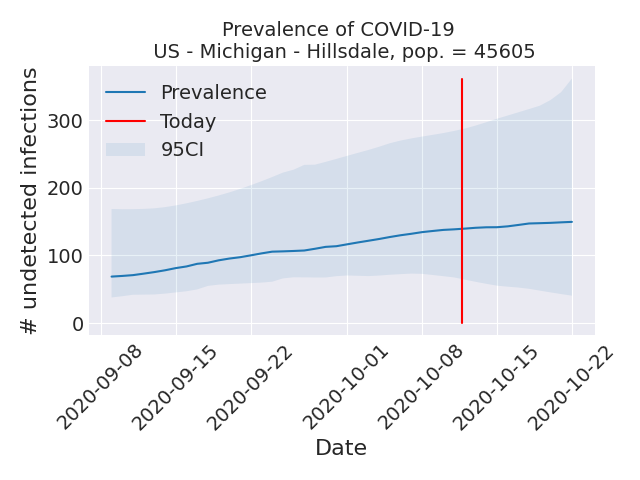 Prevalence of COVID-19
US - Michigan - Hillsdale, pop. = 45605
# undetected infections
300
200
100
0
Prevalence
Today
95CI
2020-09-08
2020-09-15
2020-09-22
2020-10-01
2020-10-08
2020-10-15
2020-10-22
Date